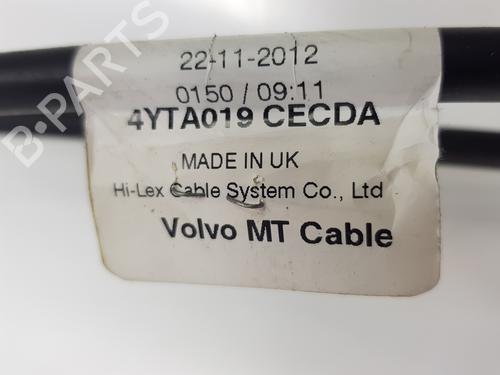 22-11-2012
0150 / 09:11
4YTA019 CECDA
MADE IN UK
Hi-Lex Cable System Co., Ltd
Volvo MT Cable
B-PARTS